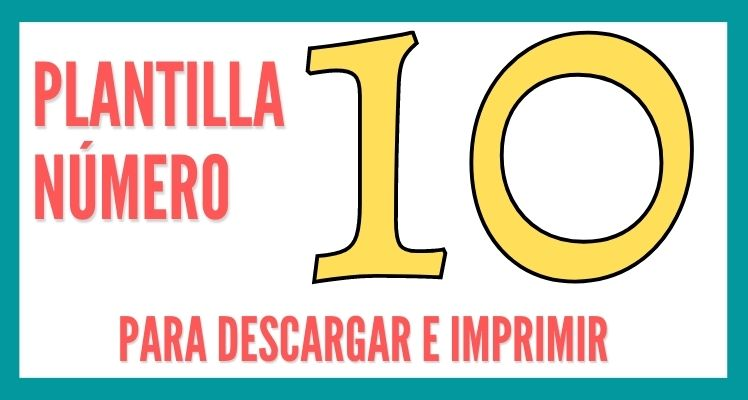 PLANTILLA
NÚMERO
10
PARA DESCARGAR E IMPRIMIR